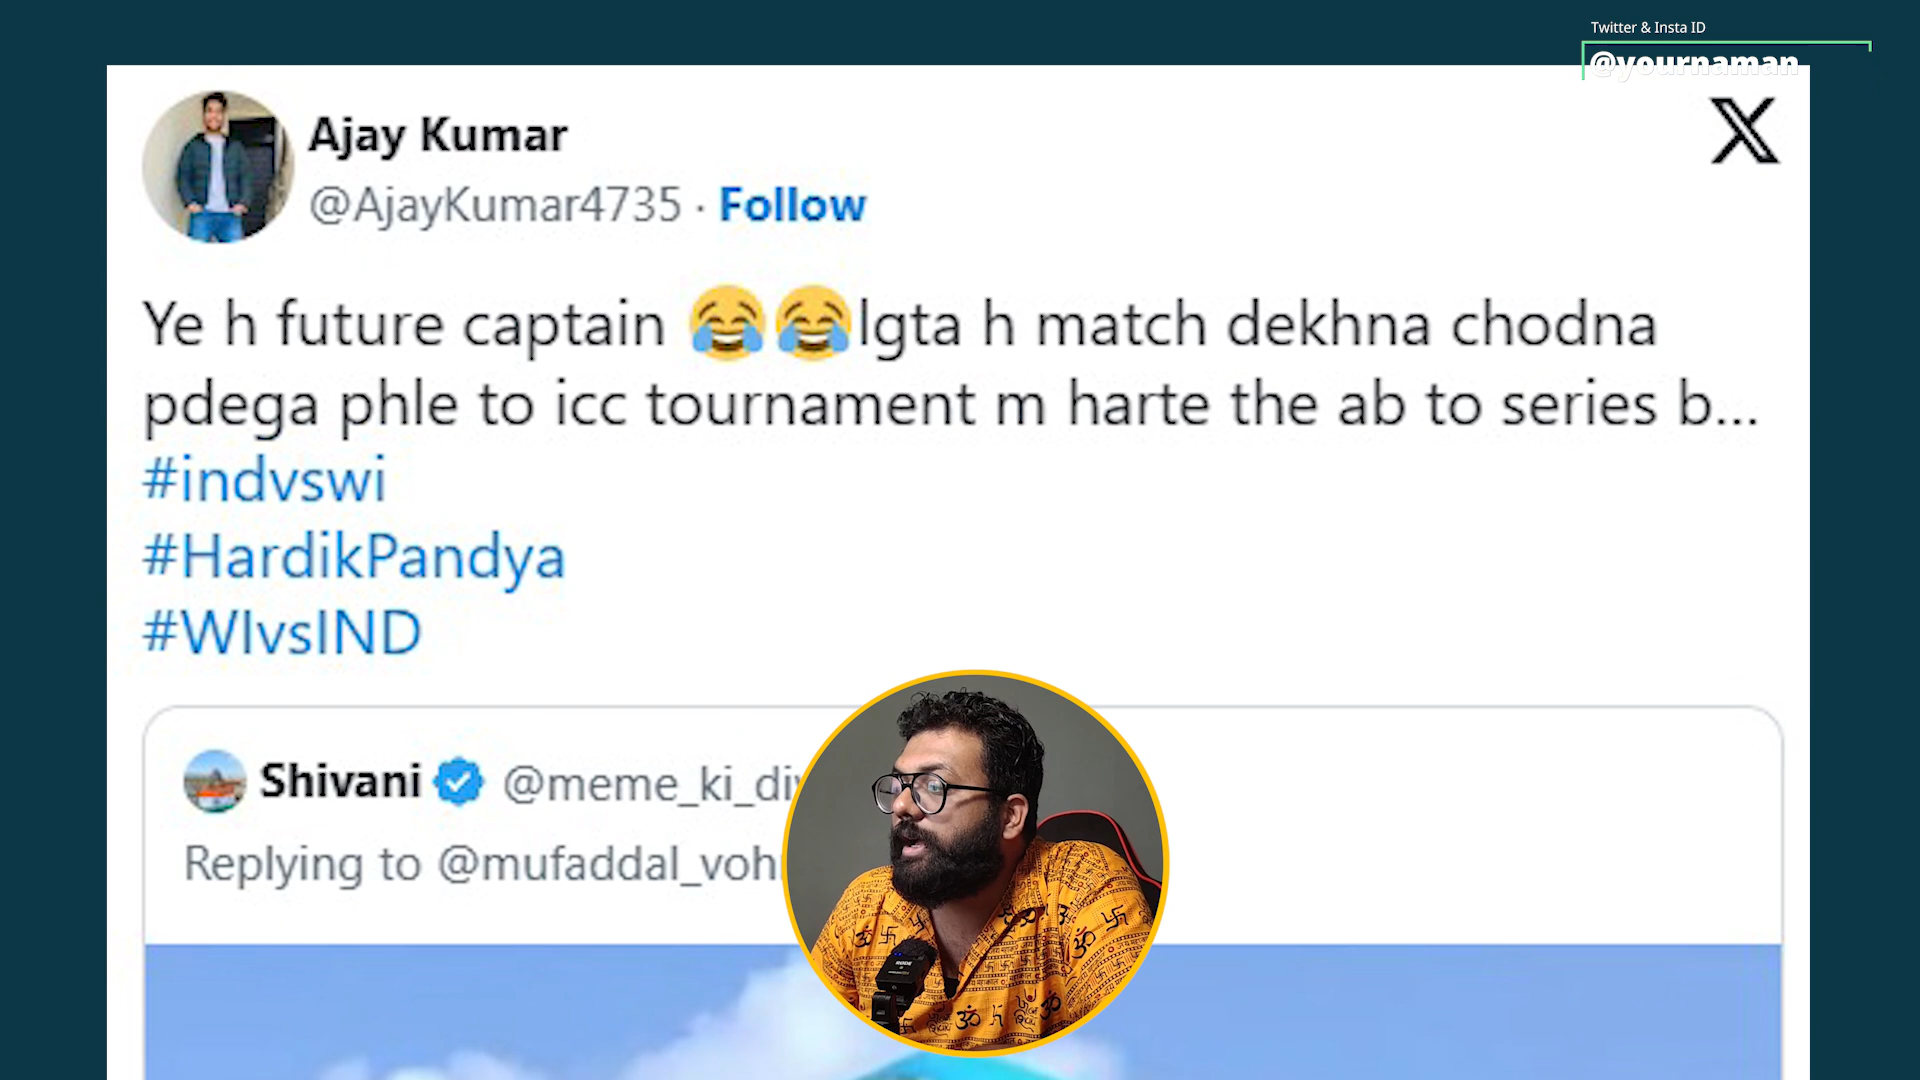 Twitter & Insta ID
@yournaman
Ajay Kumar
@AjayKumar4735 · Follow
Ye h future captain 😂😂lgta h match dekhna chodna
pdega phle to icc tournament m harte the ab to series b...
#indvswi
#HardikPandya
#WIvsIND
Shivani @meme_ki_di
Replying to @mufaddal_voh